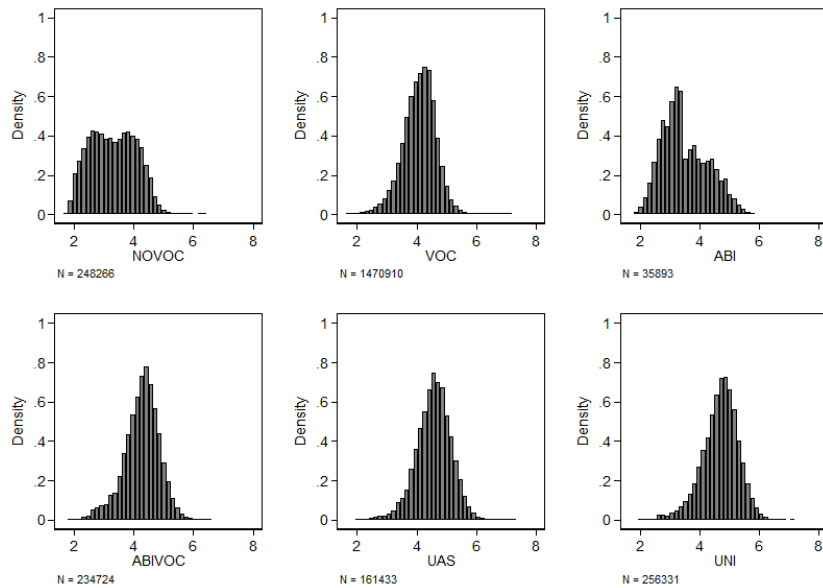 Density
1
.8
.6
.4
.2
0
2 4 6 8
NOVOC
N = 248266
Density
1
.8
.6
.4
.2
0
2 4 6 8
VOC
N = 1470910
Density
1
.8
.6
.4
.2
0
2 4 6 8
ABI
N = 35893
Density
1
.8
.6
.4
.2
0
2 4 6 8
ABIVOC
N = 234724
Density
1
.8
.6
.4
.2
0
2 4 6 8
UAS
N = 161433
Density
1
.8
.6
.4
.2
0
2 4 6 8
UNI
N = 256331